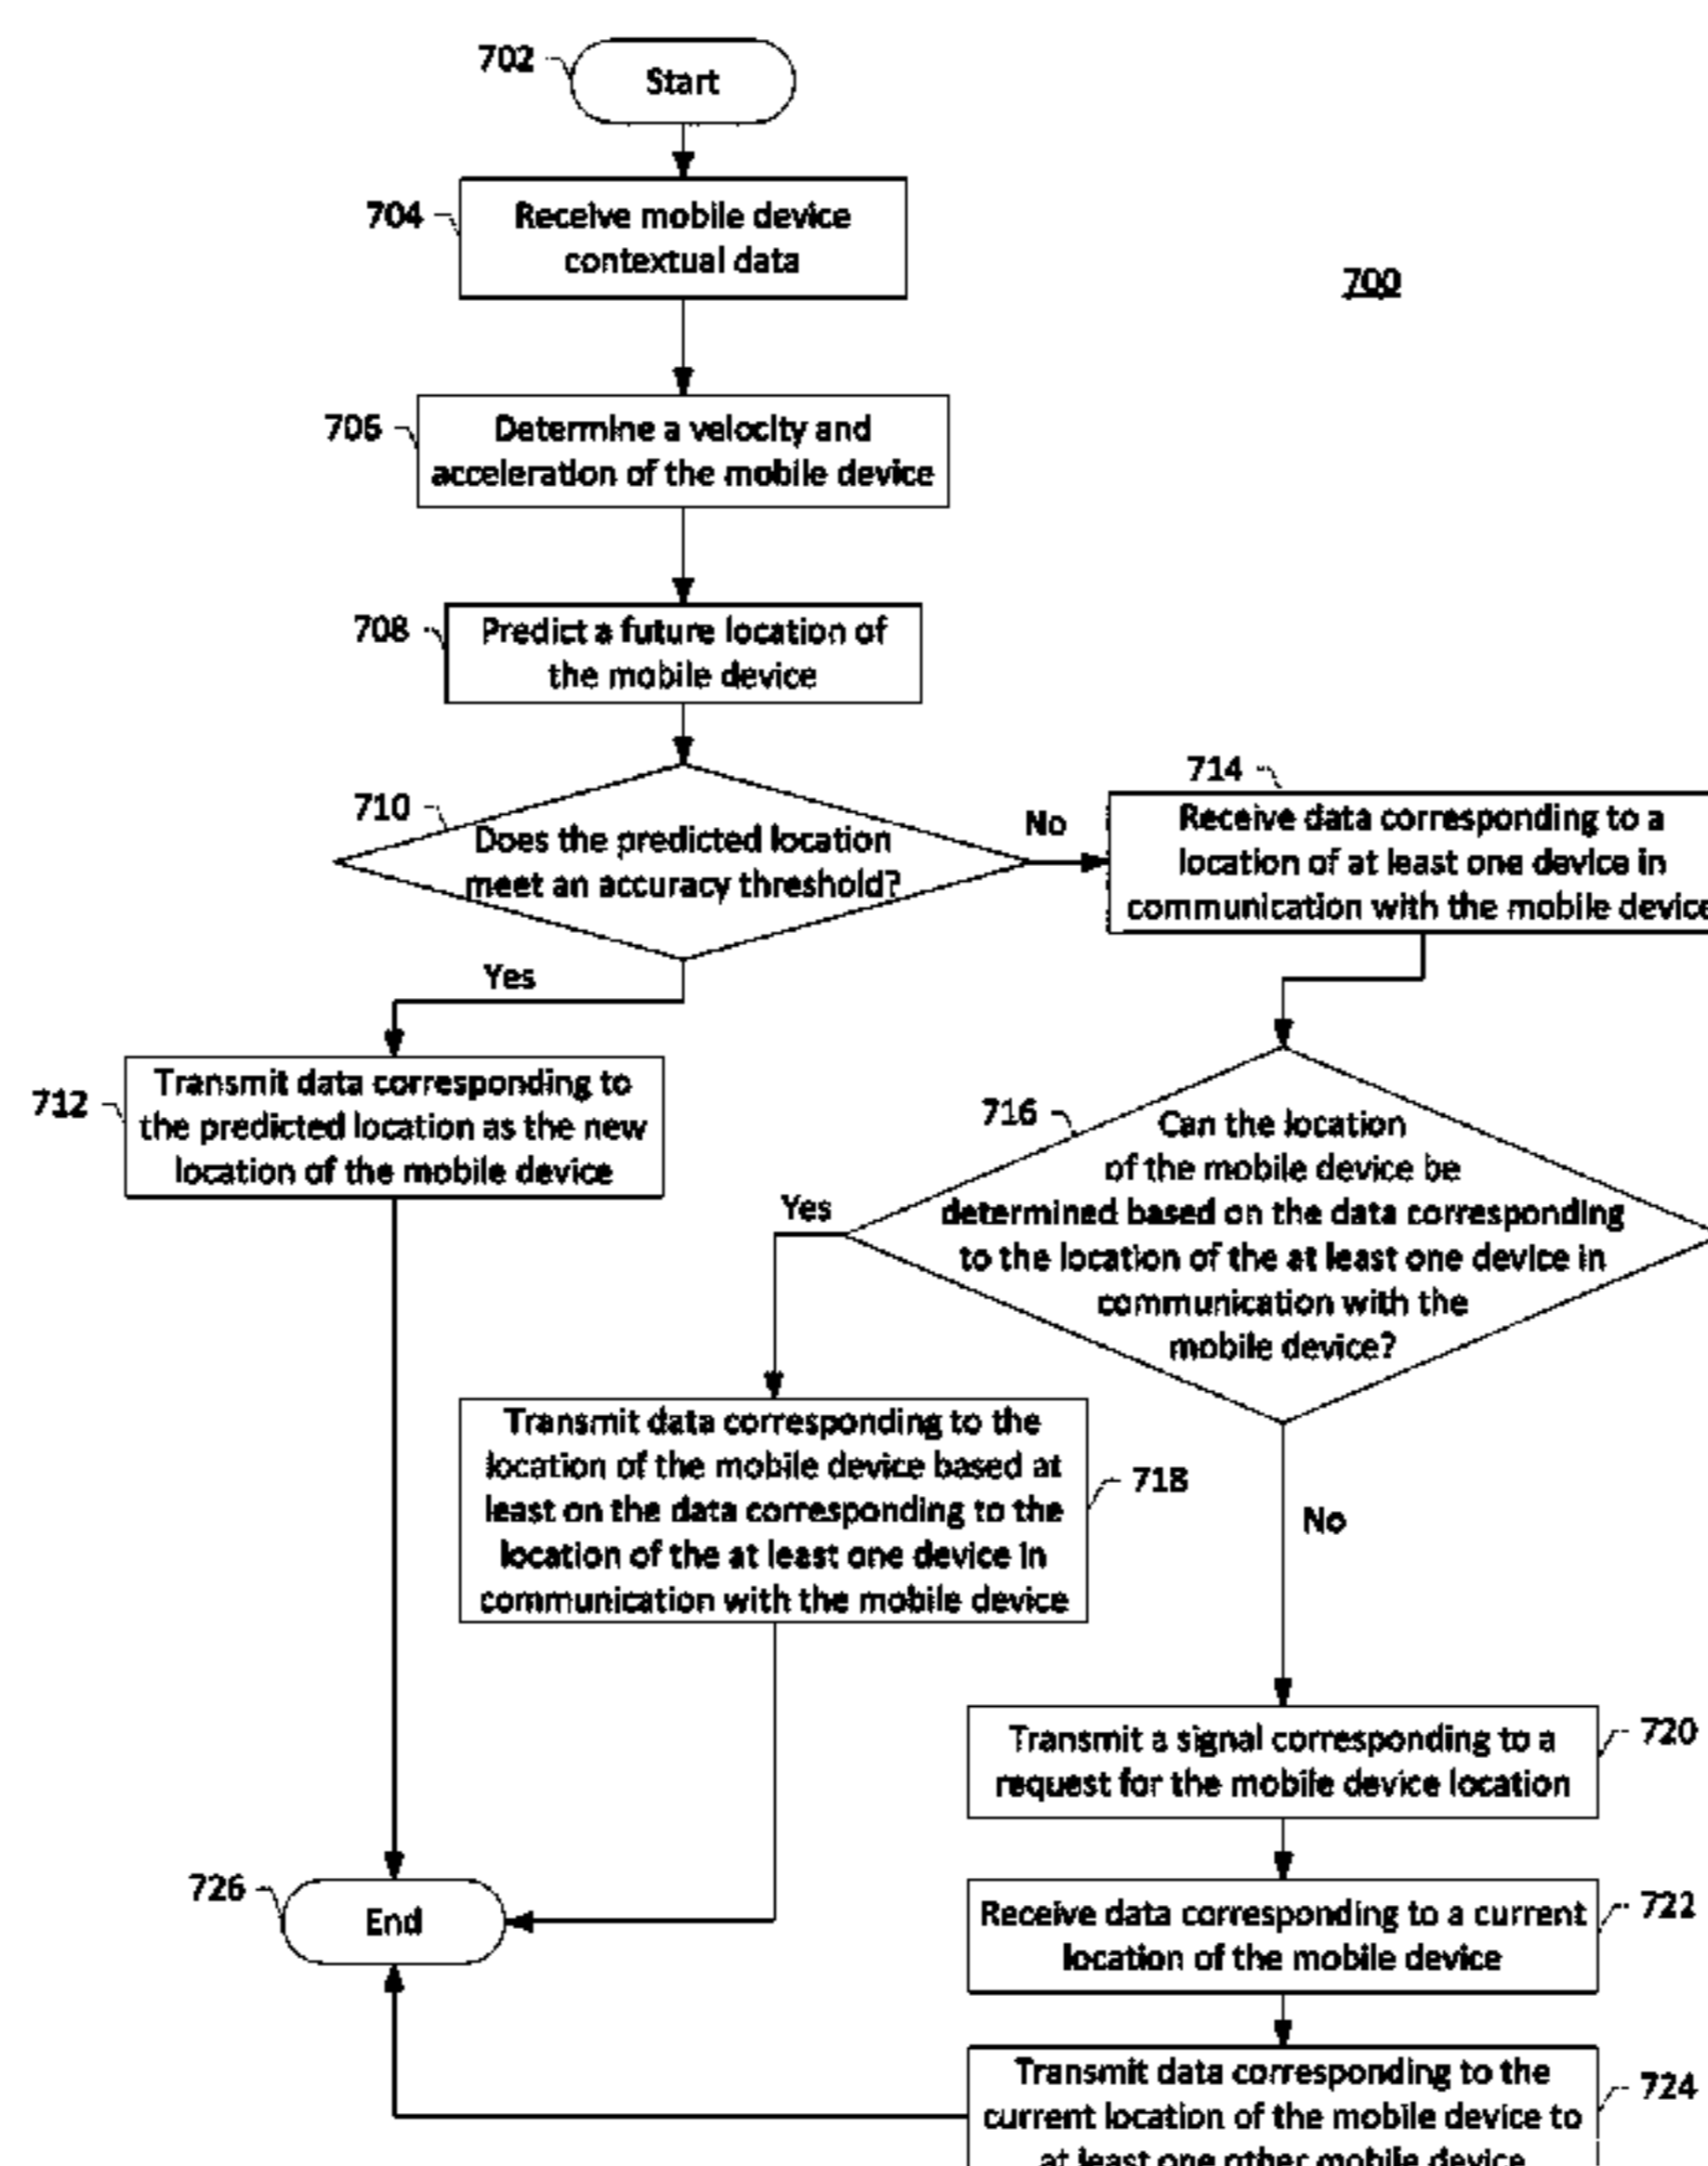 702
Start
704
Receive mobile device
contextual data
700
706
Determine a velocity and
acceleration of the mobile device
708
Predict a future location of
the mobile device
710
Does the predicted location
meet an accuracy threshold?
No
714
Receive data corresponding to a
location of at least one device in
communication with the mobile device
Yes
712
Transmit data corresponding to
the predicted location as the new
location of the mobile device
716
Can the location
of the mobile device be
determined based on the data corresponding
to the location of the at least one device in
communication with the
mobile device?
Yes
Transmit data corresponding to the
location of the mobile device based at
least on the data corresponding to the
location of the at least one device in
communication with the mobile device
718
No
Transmit a signal corresponding to a
request for the mobile device location
720
726
End
Receive data corresponding to a current
location of the mobile device
722
Transmit data corresponding to the
current location of the mobile device to
at least one other mobile device
724